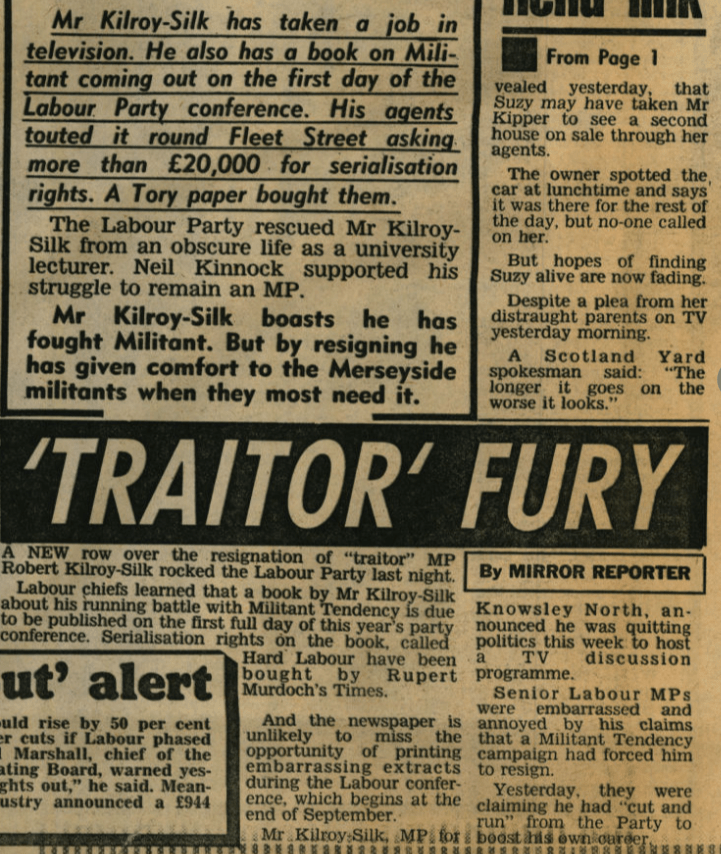 Mr Kilroy-Silk has taken a job in
television. He also has a book on Mili-
tant coming out on the first day of the
Labour Party conference. His agents
touted it round Fleet Street asking
more than £20,000 for serialisation
rights. A Tory paper bought them.
The Labour Party rescued Mr Kilroy-
Silk from an obscure life as a university
lecturer. Neil Kinnock supported his
struggle to remain an MP.
Mr Kilroy-Silk boasts he has
fought Militant. But by resigning he
has given comfort to the Merseyside
militants when they most need it.
link
From Page 1
vealed yesterday, that
Suzy may have taken Mr
Kipper to see a second
house on sale through her
agents.
The owner spotted the
car at lunchtime and says
it was there for the rest of
the day, but no-one called
on her.
But hopes of finding
Suzy alive are now fading.
Despite a plea from her
distraught parents on TV
yesterday morning.
A Scotland Yard
spokesman said: "The
longer it goes on the
worse it looks."
'TRAITOR' FURY
A NEW row over the resignation of "traitor" MP
Robert Kilroy-Silk rocked the Labour Party last night.
Labour chiefs learned that a book by Mr Kilroy-Silk
about his running battle with Militant Tendency is due
to be published on the first full day of this year's party
conference. Serialisation rights on the book, called
Hard Labour have been
bought by Rupert
Murdoch's Times.
And the newspaper is
unlikely to miss the
opportunity of printing
embarrassing extracts
during the Labour confer-
ence, which begins at the
end of September.
Mr Kilroy-Silk, MP for
By MIRROR REPORTER
Knowsley North, an-
nounced he was quitting
politics this week to host
a TV discussion
programme.
Senior Labour MPs
were embarrassed and
annoyed by his claims
that a Militant Tendency
campaign had forced him
to resign.
Yesterday, they were
claiming he had "cut and
run" from the Party to
boost his own career.
ut' alert
uld rise by 50 per cent
er cuts if Labour phased
Marshall, chief of the
ating Board, warned yes-
ghts out," he said. Mean-
ustry announced a £944